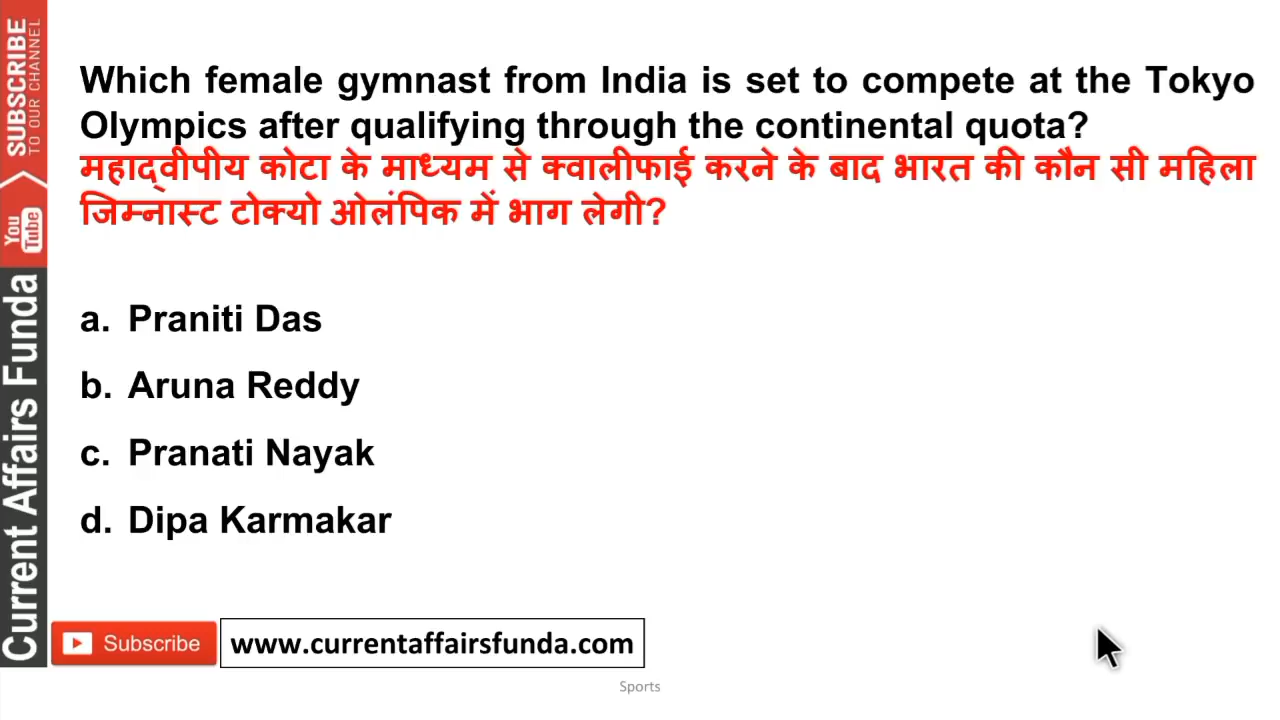 SUBSCRIBE
TO OUR CHANNEL
You
Tube
Current Affairs Funda
Which female gymnast from India is set to compete at the Tokyo
Olympics after qualifying through the continental quota?
महाद्वीपीय कोटा के माध्यम से क्वालीफाई करने के बाद भारत की कौन सी महिला
जिम्नास्ट टोक्यो ओलंपिक में भाग लेगी?
a. Praniti Das
b. Aruna Reddy
c. Pranati Nayak
d. Dipa Karmakar
Subscribe
www.currentaffairsfunda.com
Sports